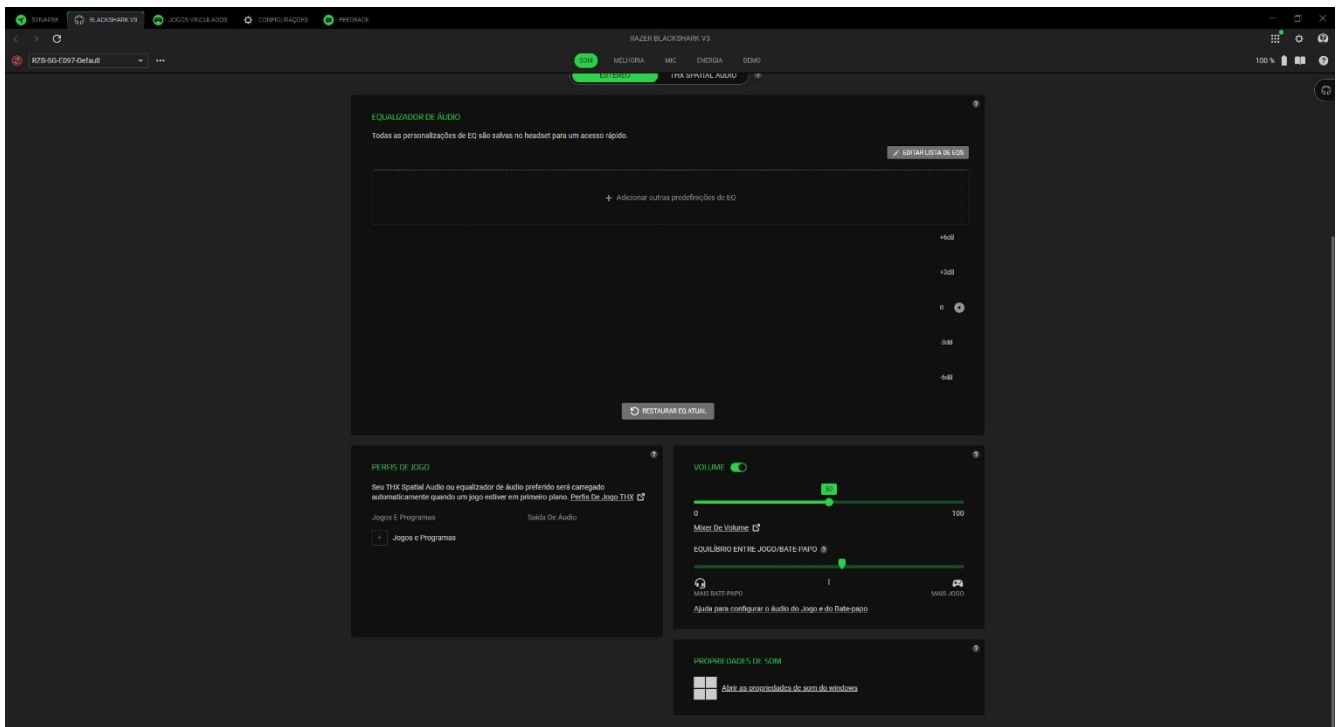 SYNAPSE
BLACKSHARK V3
JOGOS VINCULADOS
CONFIGURAÇÕES
FEEDBACK
RAZER BLACKSHARK V3
RZB-SG-F097-Default
SOM
MELHORIA
MIC
ENERGIA
DEMO
100 %
ESTÉREO
THX SPATIAL AUDIO
EQUALIZADOR DE ÁUDIO
Todas as personalizações de EQ são salvas no headset para um acesso rápido.
EDITAR LISTA DE EQS
+ Adicionar outras predefinições de EQ
+6dB
+3dB
0
-3dB
-6dB
RESTAURAR EQ ATUAL
PERFIS DE JOGO
Seu THX Spatial Audio ou equalizador de áudio preferido será carregado
automaticamente quando um jogo estiver em primeiro plano. Perfis De Jogo THX
Jogos E Programas
Saída De Áudio
+ Jogos e Programas
VOLUME
50
0
100
Mixer De Volume
EQUILÍBRIO ENTRE JOGO/BATE-PAPO
MAIS BATE-PAPO
MAIS JOGO
Ajuda para configurar o áudio do Jogo e do Bate-papo
PROPRIEDADES DE SOM
Abrir as propriedades de som do windows